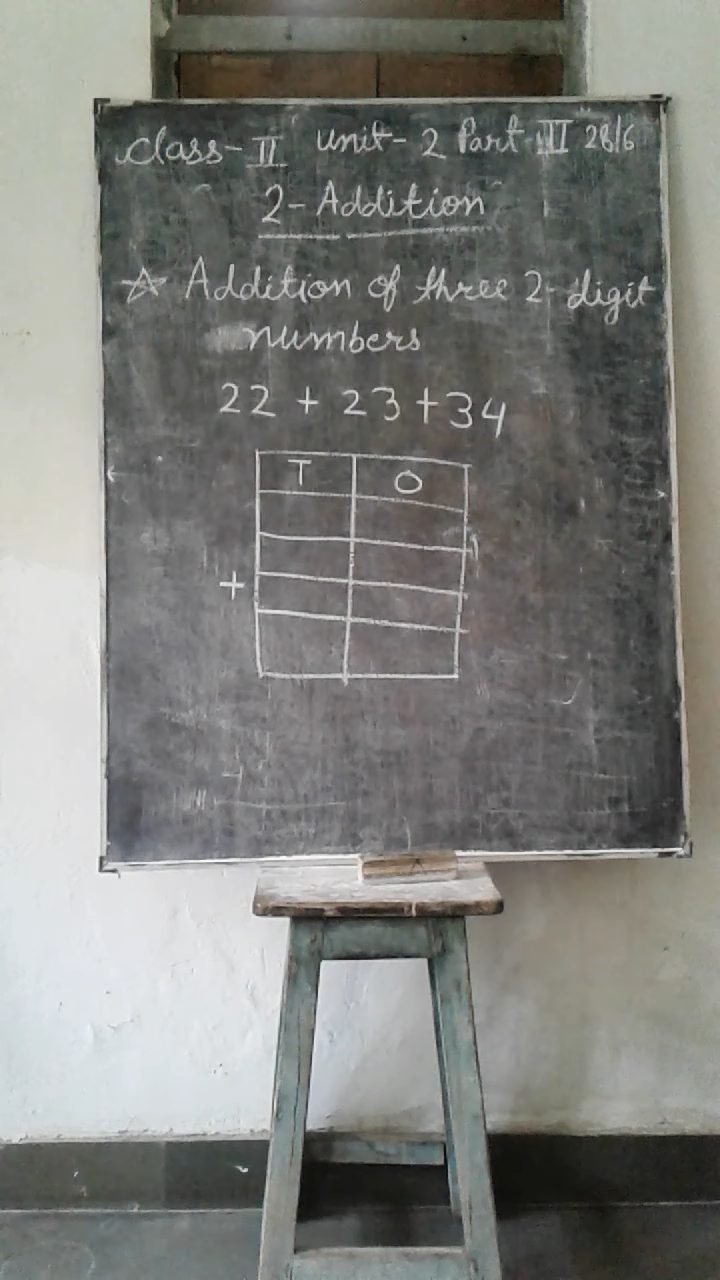 class-II unit-2 Part-III 28/6
2-Addition
☆ Addition of three 2-digit
numbers
22 + 23 + 34
T O
+